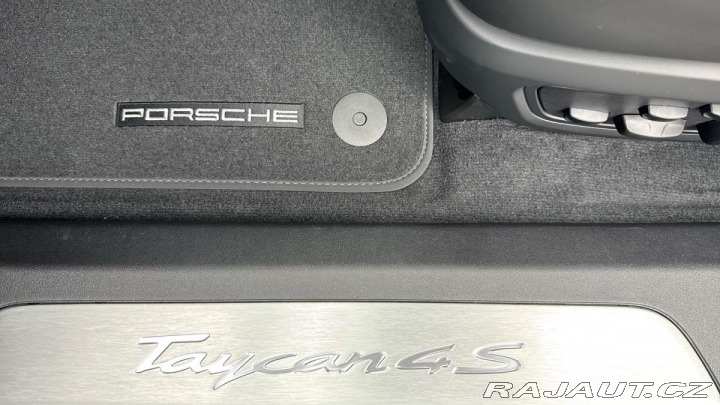 PORSCHE
Taycan 4S
RAJAUT.CZ